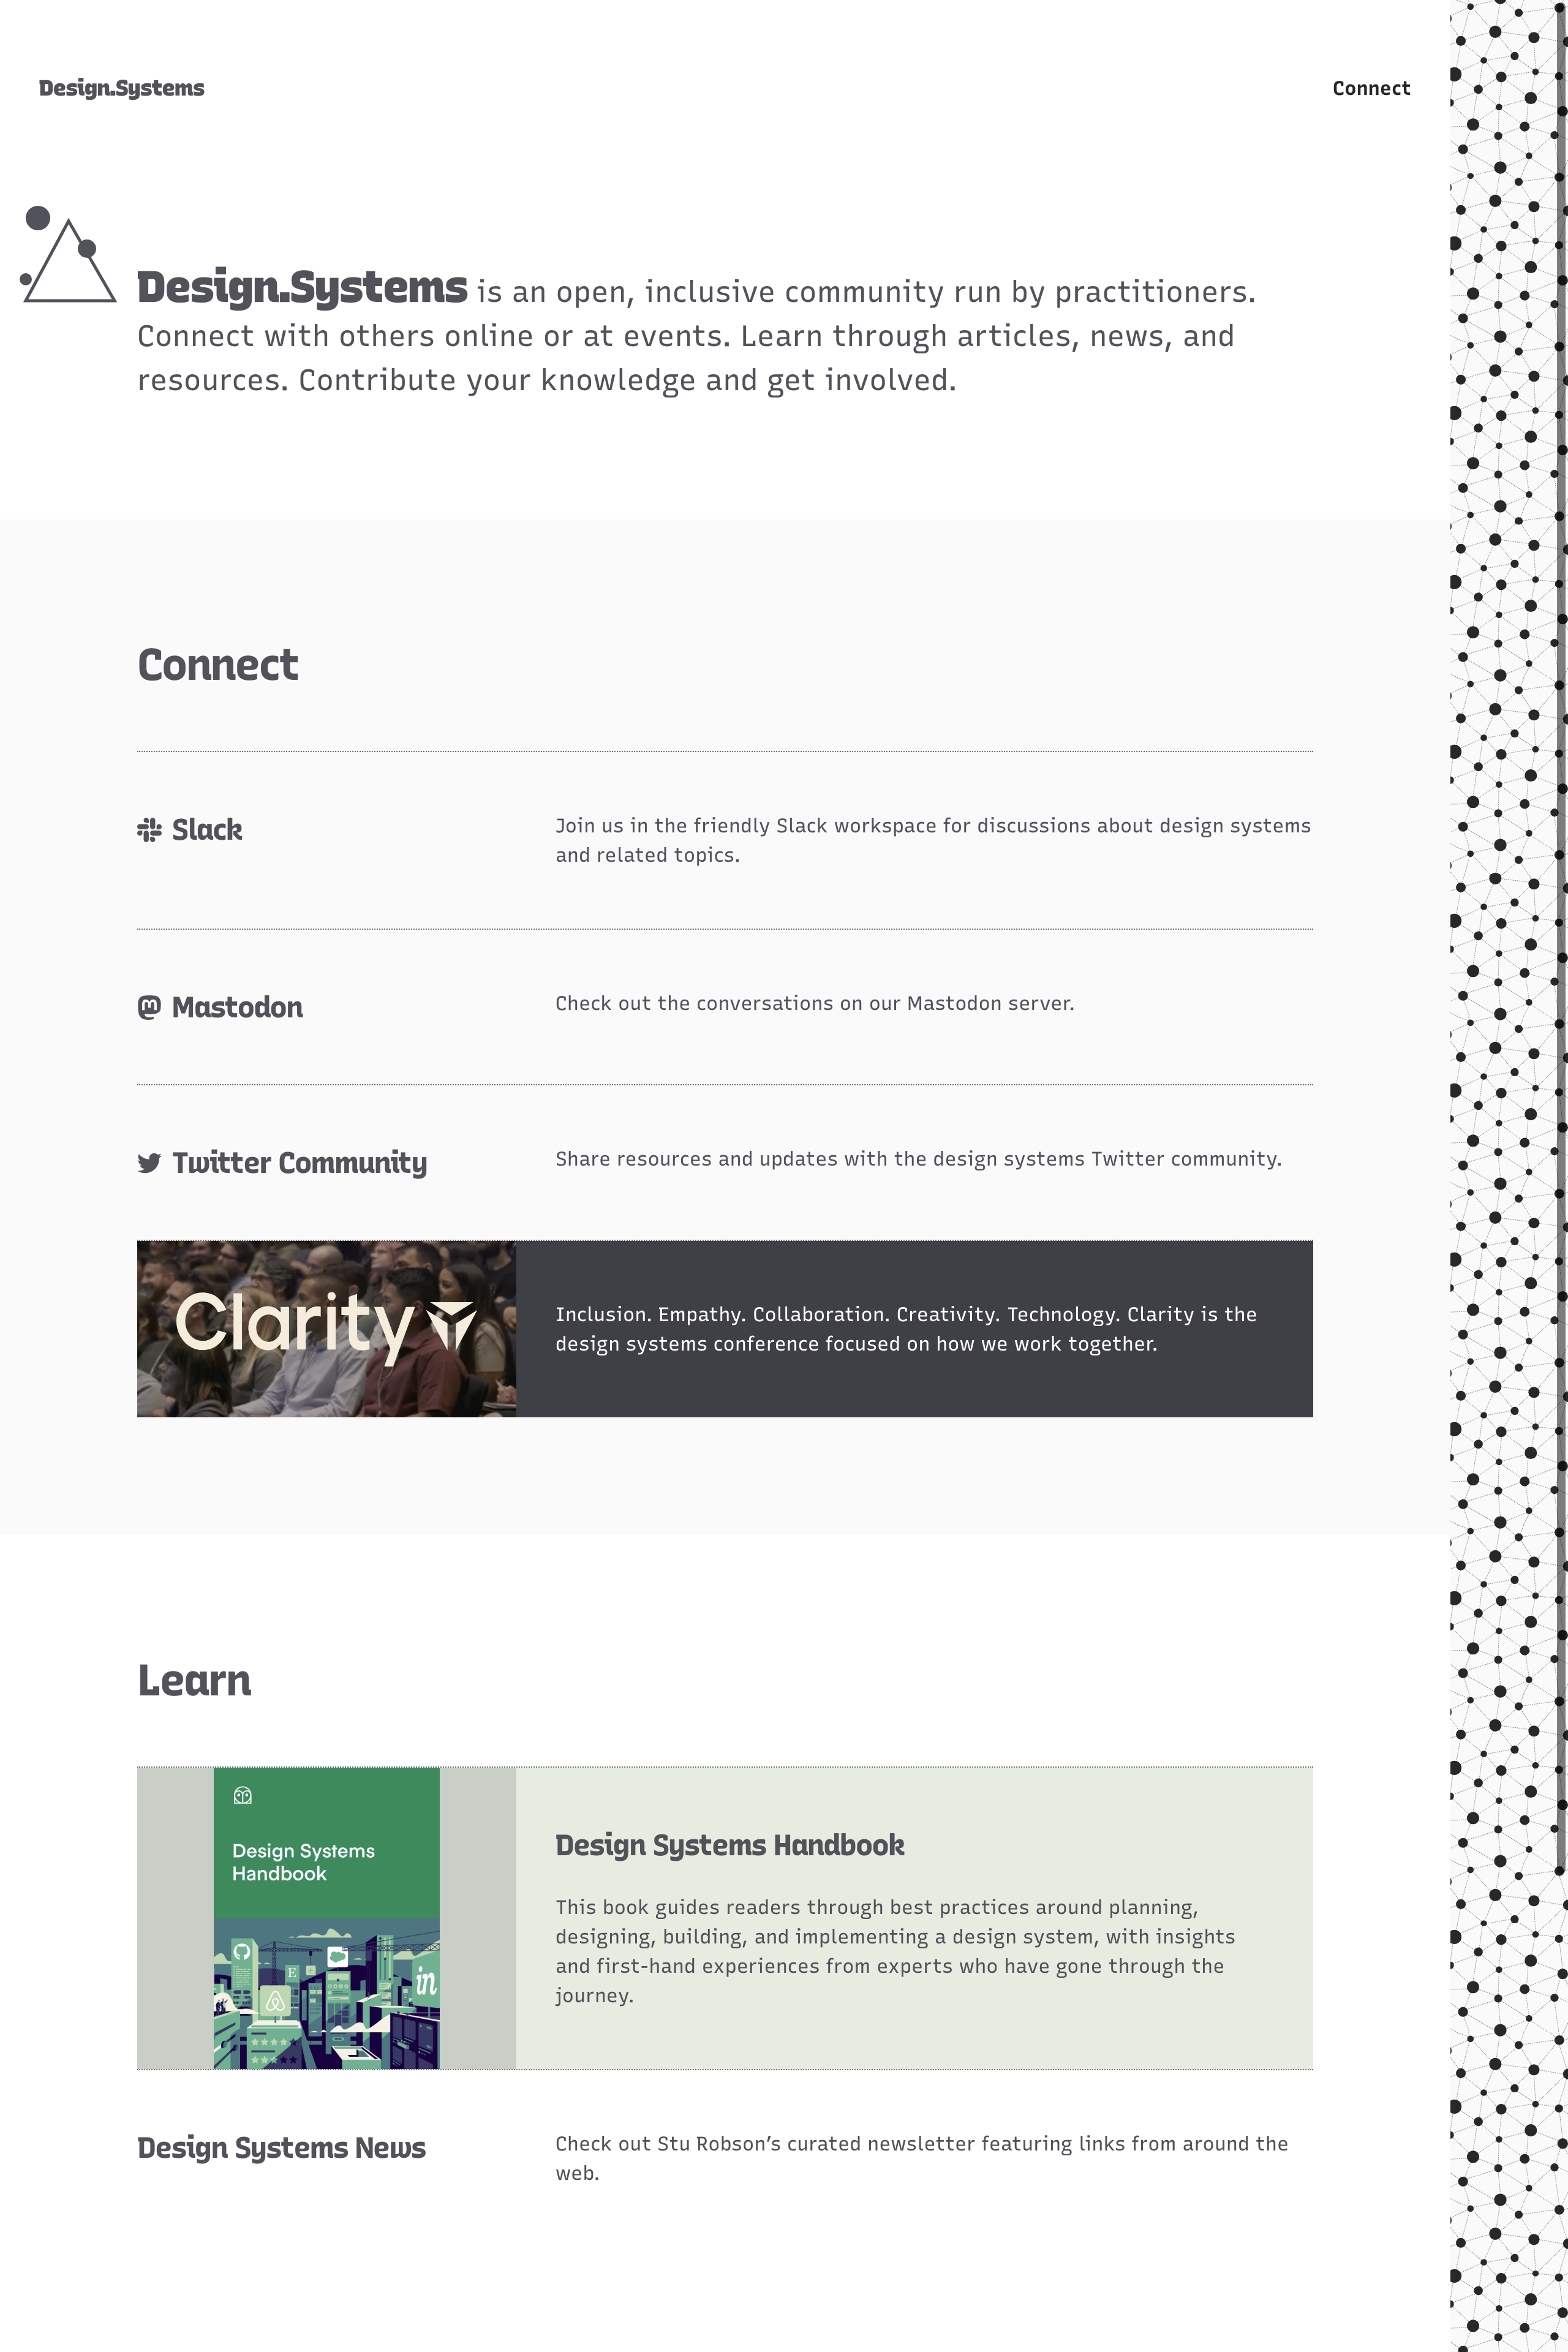 Design.Systems
Connect
Design.Systems is an open, inclusive community run by practitioners.
Connect with others online or at events. Learn through articles, news, and
resources. Contribute your knowledge and get involved.
Connect
Slack
Join us in the friendly Slack workspace for discussions about design systems
and related topics.
Mastodon
Check out the conversations on our Mastodon server.
Twitter Community
Share resources and updates with the design systems Twitter community.
Clarity
Inclusion. Empathy. Collaboration. Creativity. Technology. Clarity is the
design systems conference focused on how we work together.
Learn
Design Systems
Handbook
E
in
Design Systems Handbook
This book guides readers through best practices around planning,
designing, building, and implementing a design system, with insights
and first-hand experiences from experts who have gone through the
journey.
Design Systems News
Check out Stu Robson’s curated newsletter featuring links from around the
web.